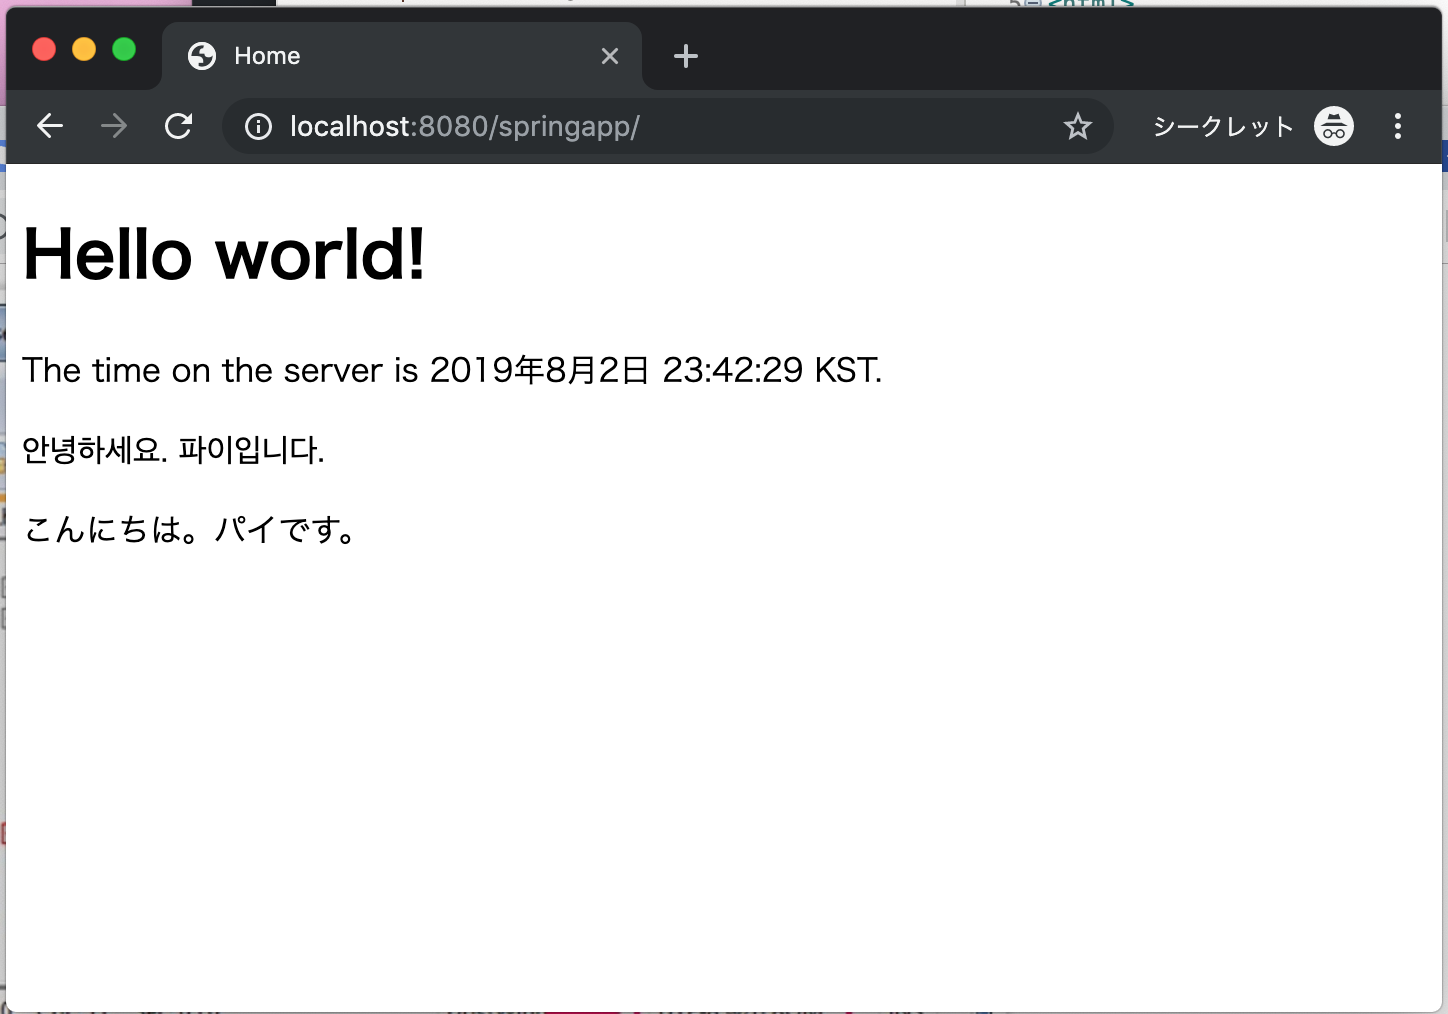 <html>
Home
localhost:8080/springapp/
シークレット
Hello world!
The time on the server is 2019年8月2日 23:42:29 KST.
안녕하세요. 파이입니다.
こんにちは。パイです。